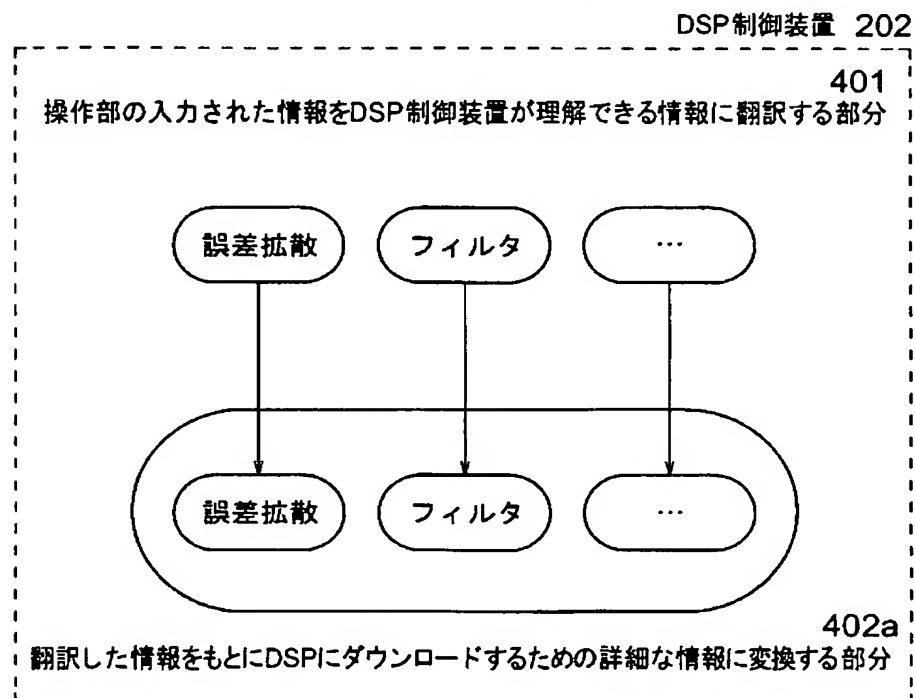 DSP制御装置 202
401
操作部の入力された情報をDSP制御装置が理解できる情報に翻訳する部分
誤差拡散 フィルタ …
誤差拡散 フィルタ …
402a
翻訳した情報をもとにDSPにダウンロードするための詳細な情報に変換する部分